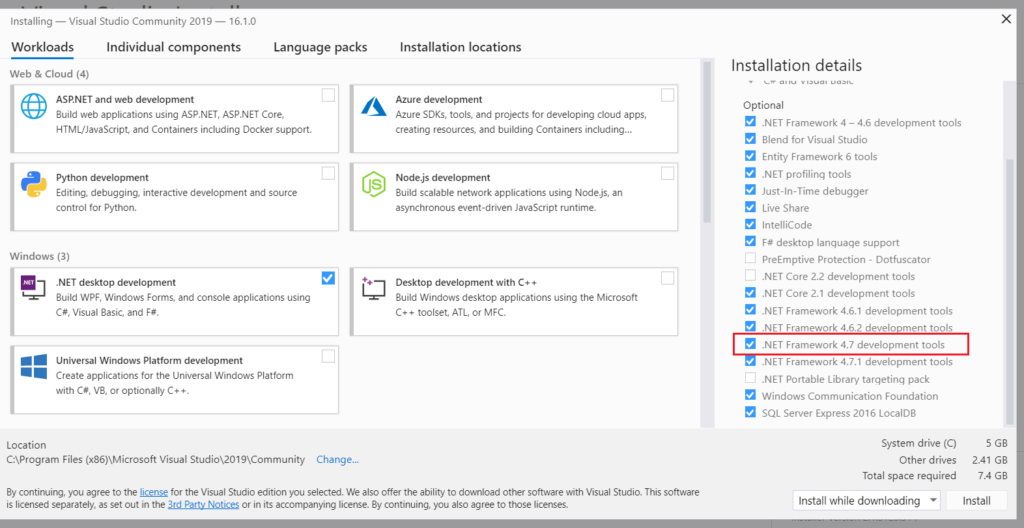 Installing — Visual Studio Community 2019 — 16.1.0
Workloads
Individual components
Language packs
Installation locations
Web & Cloud (4)
ASP.NET and web development
Build web applications using ASP.NET, ASP.NET Core,
HTML/JavaScript, and Containers including Docker support.
Azure development
Azure SDKs, tools, and projects for developing cloud apps,
creating resources, and building Containers including...
Python development
Editing, debugging, interactive development and source
control for Python.
Node.js development
Build scalable network applications using Node.js, an
asynchronous event-driven JavaScript runtime.
Windows (3)
.NET
.NET desktop development
Build WPF, Windows Forms, and console applications using
C#, Visual Basic, and F#.
Desktop development with C++
Build Windows desktop applications using the Microsoft
C++ toolset, ATL, or MFC.
Universal Windows Platform development
Create applications for the Universal Windows Platform
with C#, VB, or optionally C++.
Installation details
C# and Visual Basic
Optional
.NET Framework 4 – 4.6 development tools
Blend for Visual Studio
Entity Framework 6 tools
.NET profiling tools
Just-In-Time debugger
Live Share
IntelliCode
F# desktop language support
PreEmptive Protection - Dotfuscator
.NET Core 2.2 development tools
.NET Core 2.1 development tools
.NET Framework 4.6.1 development tools
.NET Framework 4.6.2 development tools
.NET Framework 4.7 development tools
.NET Framework 4.7.1 development tools
.NET Portable Library targeting pack
Windows Communication Foundation
SQL Server Express 2016 LocalDB
Location
C:\Program Files (x86)\Microsoft Visual Studio\2019\Community Change...
System drive (C) 5 GB
Other drives 2.41 GB
Total space required 7.4 GB
By continuing, you agree to the license for the Visual Studio edition you selected. We also offer the ability to download other software with Visual Studio. This software
is licensed separately, as set out in the 3rd Party Notices or in its accompanying license. By continuing, you also agree to those licenses.
Install while downloading
Install